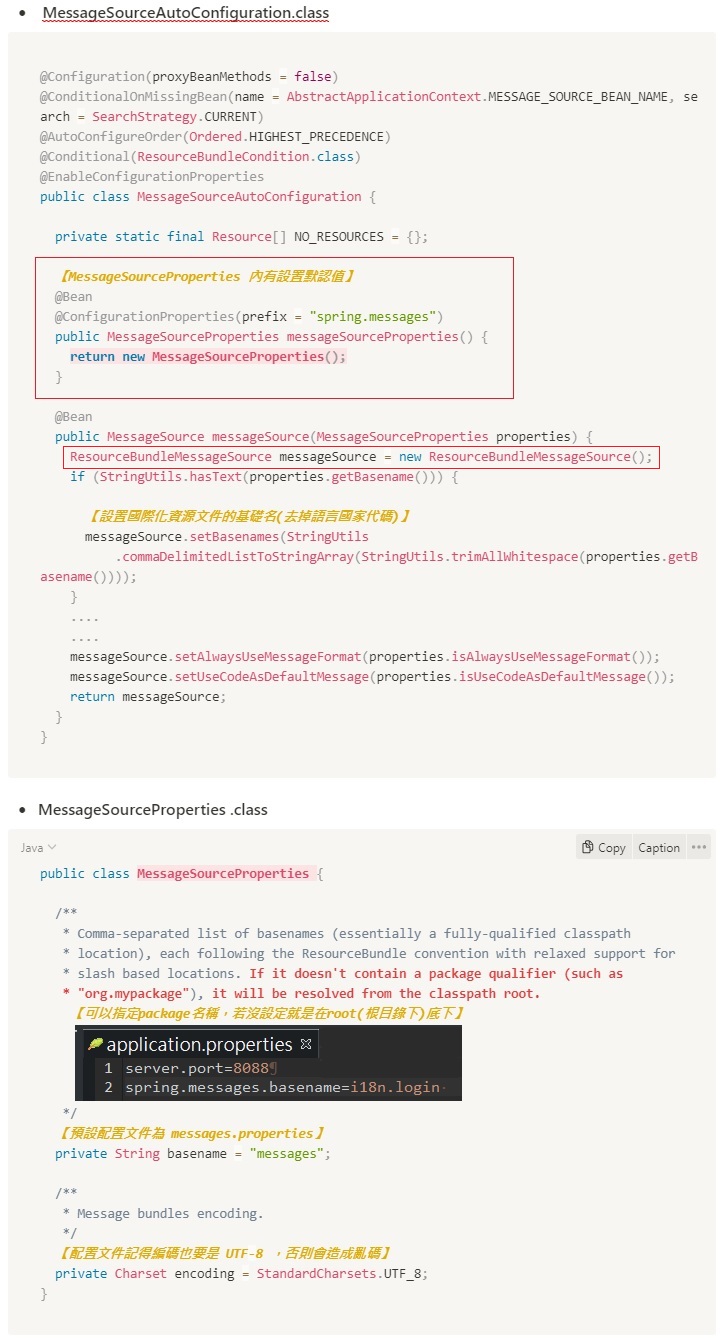 • MessageSourceAutoConfiguration.class
@Configuration(proxyBeanMethods = false)
@ConditionalOnMissingBean(name = AbstractApplicationContext.MESSAGE_SOURCE_BEAN_NAME, se
arch = SearchStrategy.CURRENT)
@AutoConfigureOrder(Ordered.HIGHEST_PRECEDENCE)
@Conditional(ResourceBundleCondition.class)
@EnableConfigurationProperties
public class MessageSourceAutoConfiguration {
private static final Resource[] NO_RESOURCES = {};
【MessageSourceProperties 內有設置默認值】
@Bean
@ConfigurationProperties(prefix = "spring.messages")
public MessageSourceProperties messageSourceProperties() {
return new MessageSourceProperties();
}
@Bean
public MessageSource messageSource(MessageSourceProperties properties) {
ResourceBundleMessageSource messageSource = new ResourceBundleMessageSource();
if (StringUtils.hasText(properties.getBasename())) {
【設置國際化資源文件的基礎名(去掉語言國家代碼)】
messageSource.setBasenames(StringUtils
.commaDelimitedListToStringArray(StringUtils.trimAllWhitespace(properties.getB
asename())));
}
....
....
messageSource.setAlwaysUseMessageFormat(properties.isAlwaysUseMessageFormat());
messageSource.setUseCodeAsDefaultMessage(properties.isUseCodeAsDefaultMessage());
return messageSource;
}
}
• MessageSourceProperties .class
Java Copy Caption •••
public class MessageSourceProperties {
/**
* Comma-separated list of basenames (essentially a fully-qualified classpath
* location), each following the ResourceBundle convention with relaxed support for
* slash based locations. If it doesn't contain a package qualifier (such as
* "org.mypackage"), it will be resolved from the classpath root.
【可以指定package名稱，若沒設定就是在root(根目錄下)底下】
application.properties
1 server.port=8088
2 spring.messages.basename=i18n.login
*/
【預設配置文件為 messages.properties】
private String basename = "messages";
/**
* Message bundles encoding.
*/
【配置文件記得編碼也要是 UTF-8 ，否則會造成亂碼】
private Charset encoding = StandardCharsets.UTF_8;
}